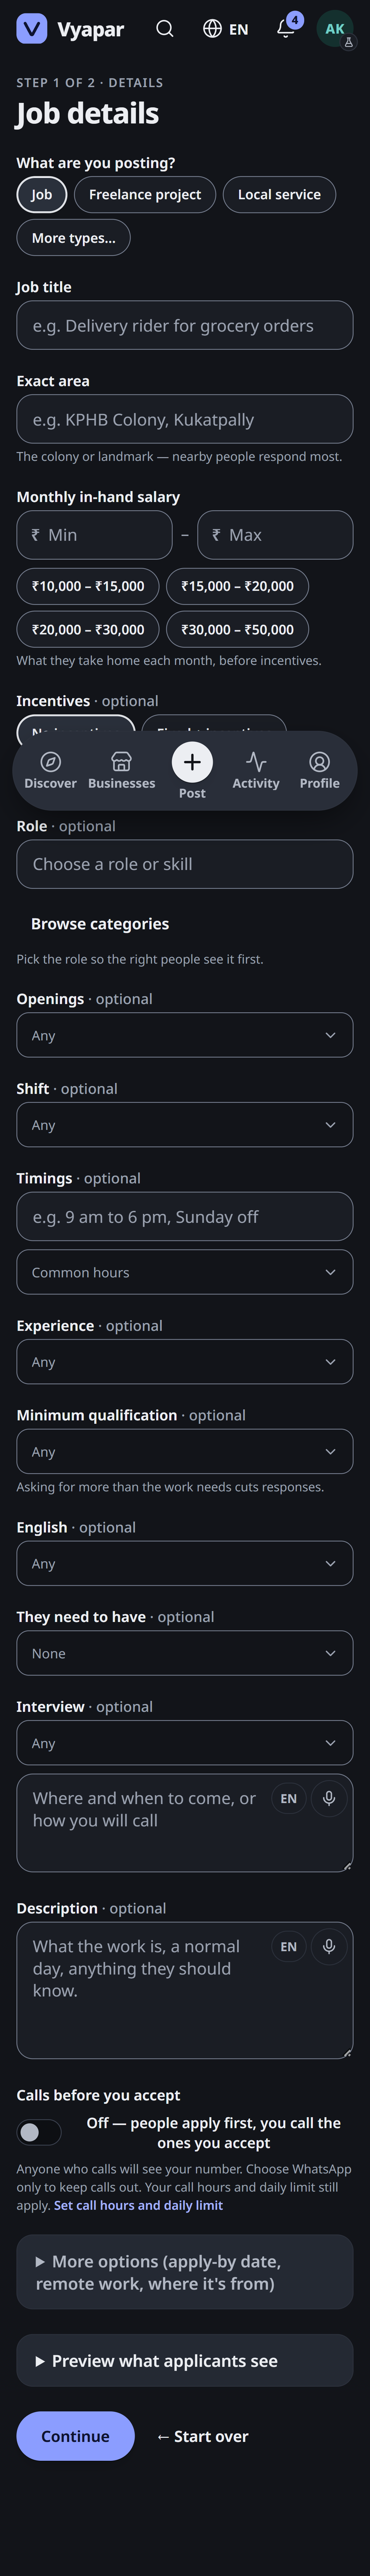 Vyapar
EN
4
AK
STEP 1 OF 2 · DETAILS
Job details
What are you posting?
Job
Freelance project
Local service
More types...
Job title
e.g. Delivery rider for grocery orders
Exact area
e.g. KPHB Colony, Kukatpally
The colony or landmark — nearby people respond most.
Monthly in-hand salary
₹ Min
–
₹ Max
₹10,000 – ₹15,000
₹15,000 – ₹20,000
₹20,000 – ₹30,000
₹30,000 – ₹50,000
What they take home each month, before incentives.
Incentives · optional
Discover
Businesses
Post
Activity
Profile
Role · optional
Choose a role or skill
Browse categories
Pick the role so the right people see it first.
Openings · optional
Any
Shift · optional
Any
Timings · optional
e.g. 9 am to 6 pm, Sunday off
Common hours
Experience · optional
Any
Minimum qualification · optional
Any
Asking for more than the work needs cuts responses.
English · optional
Any
They need to have · optional
None
Interview · optional
Any
Where and when to come, or
how you will call
EN
Description · optional
What the work is, a normal
day, anything they should
know.
EN
Calls before you accept
Off — people apply first, you call the
ones you accept
Anyone who calls will see your number. Choose WhatsApp
only to keep calls out. Your call hours and daily limit still
apply. Set call hours and daily limit
▶ More options (apply-by date,
remote work, where it's from)
▶ Preview what applicants see
Continue
← Start over